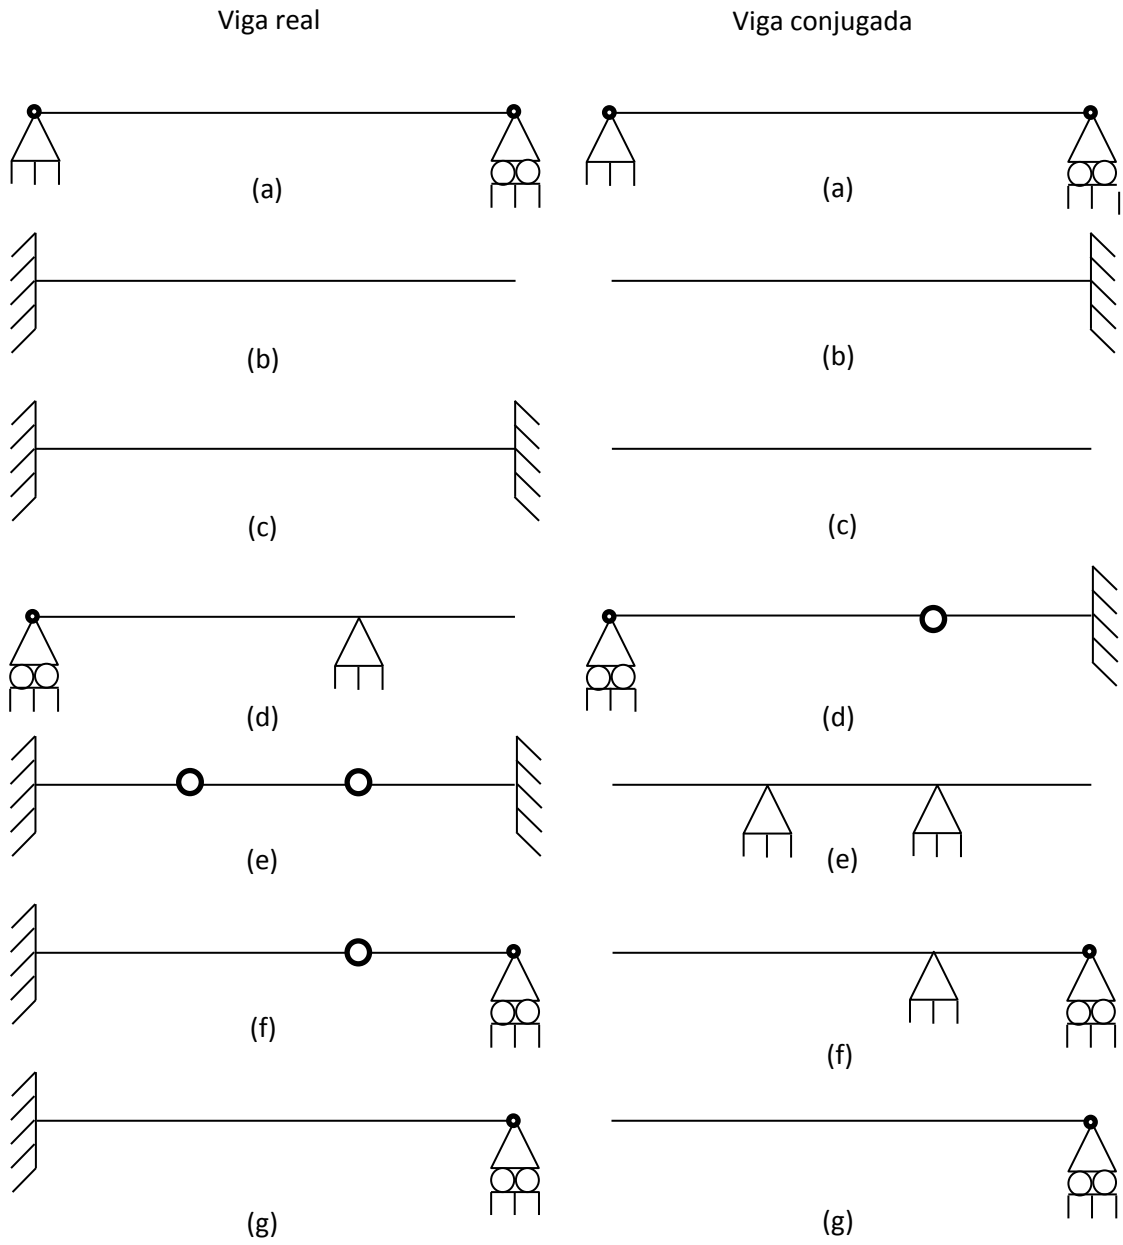 Viga real Viga conjugada
(a) (a)
(b) (b)
(c) (c)
(d) (d)
(e) (e)
(f) (f)
(g) (g)